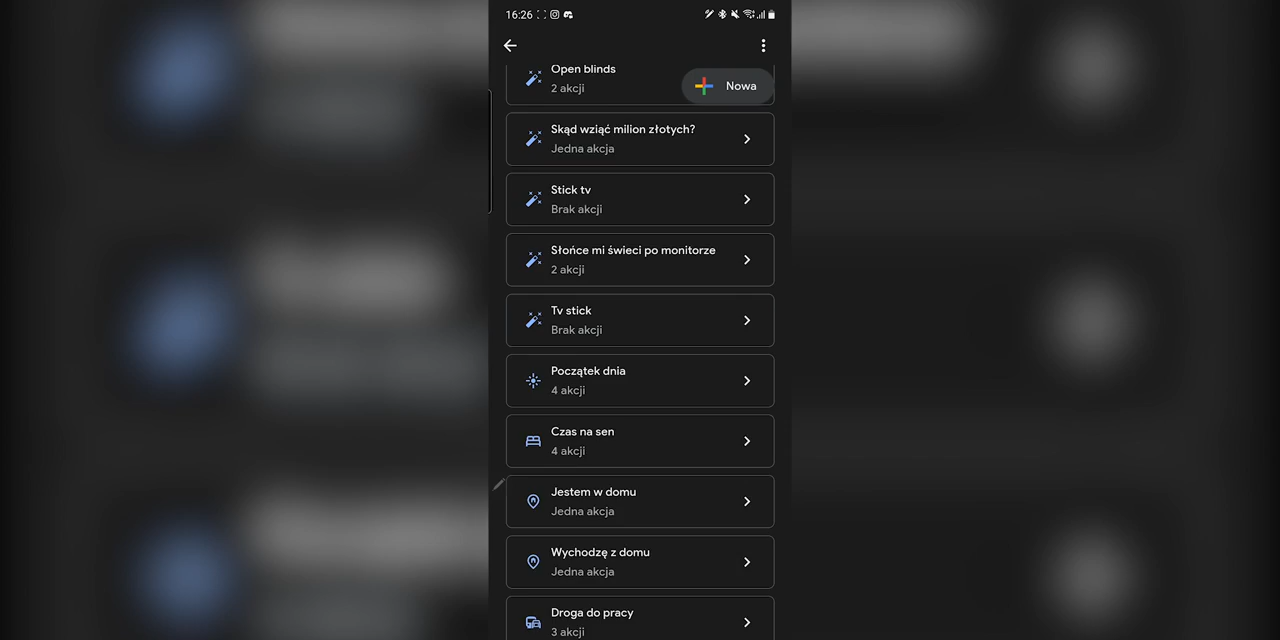 16:26
Open blinds
2 akcji
Nowa
Skąd wziąć milion złotych?
Jedna akcja
Stick tv
Brak akcji
Słońce mi świeci po monitorze
2 akcji
Tv stick
Brak akcji
Początek dnia
4 akcji
Czas na sen
4 akcji
Jestem w domu
Jedna akcja
Wychodzę z domu
Jedna akcja
Droga do pracy
3 akcji